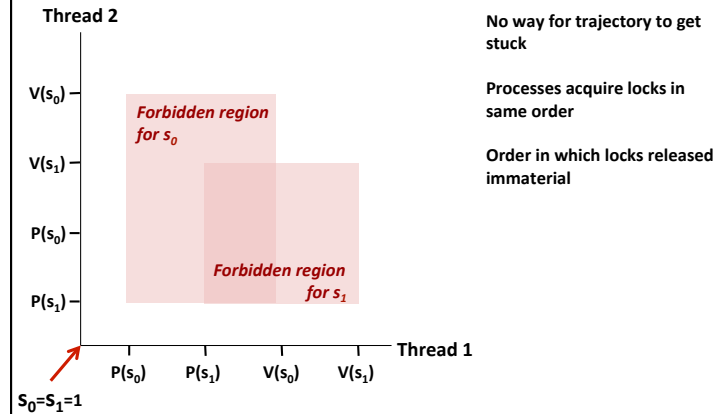 Thread 2
No way for trajectory to get
stuck
Processes acquire locks in
same order
Order in which locks released
immaterial
V(s₀)
Forbidden region
for s₀
V(s₁)
P(s₀)
Forbidden region
for s₁
P(s₁)
Thread 1
P(s₀) P(s₁) V(s₀) V(s₁)
s₀=s₁=1